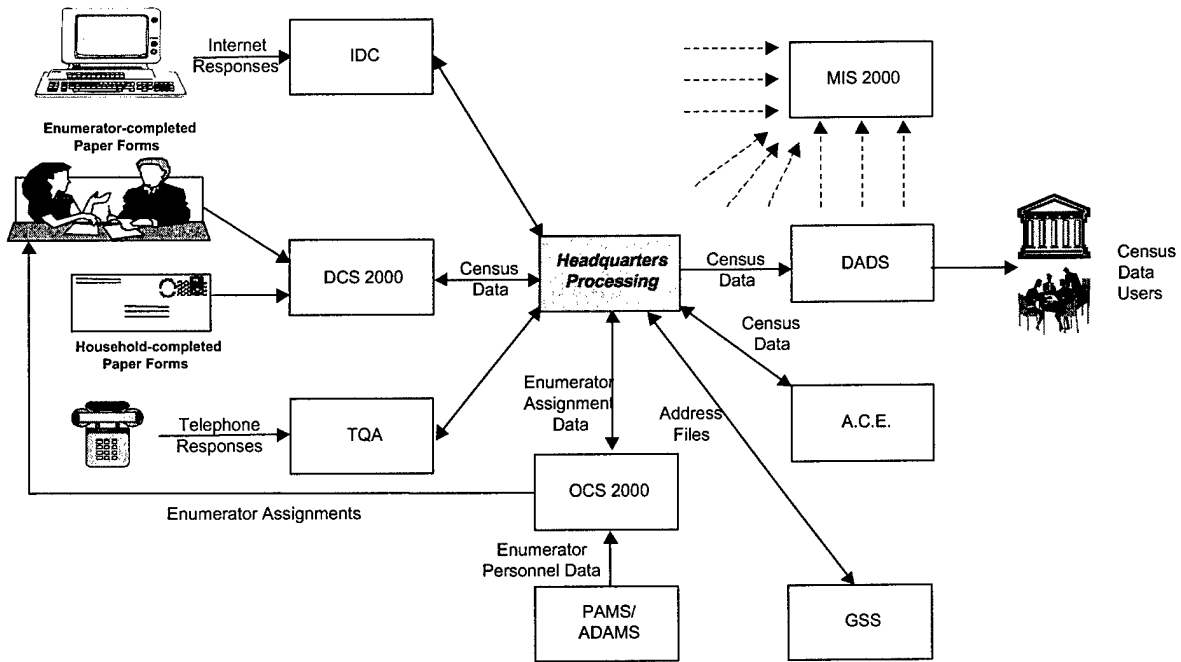 Internet
Responses
IDC
MIS 2000
Enumerator-completed
Paper Forms
DCS 2000
Census
Data
Headquarters
Processing
Census
Data
DADS
Census
Data
Users
Household-completed
Paper Forms
Census
Data
Telephone
Responses
TQA
Enumerator
Assignment
Data
Address
Files
A.C.E.
OCS 2000
Enumerator Assignments
Enumerator
Personnel Data
PAMS/
ADAMS
GSS